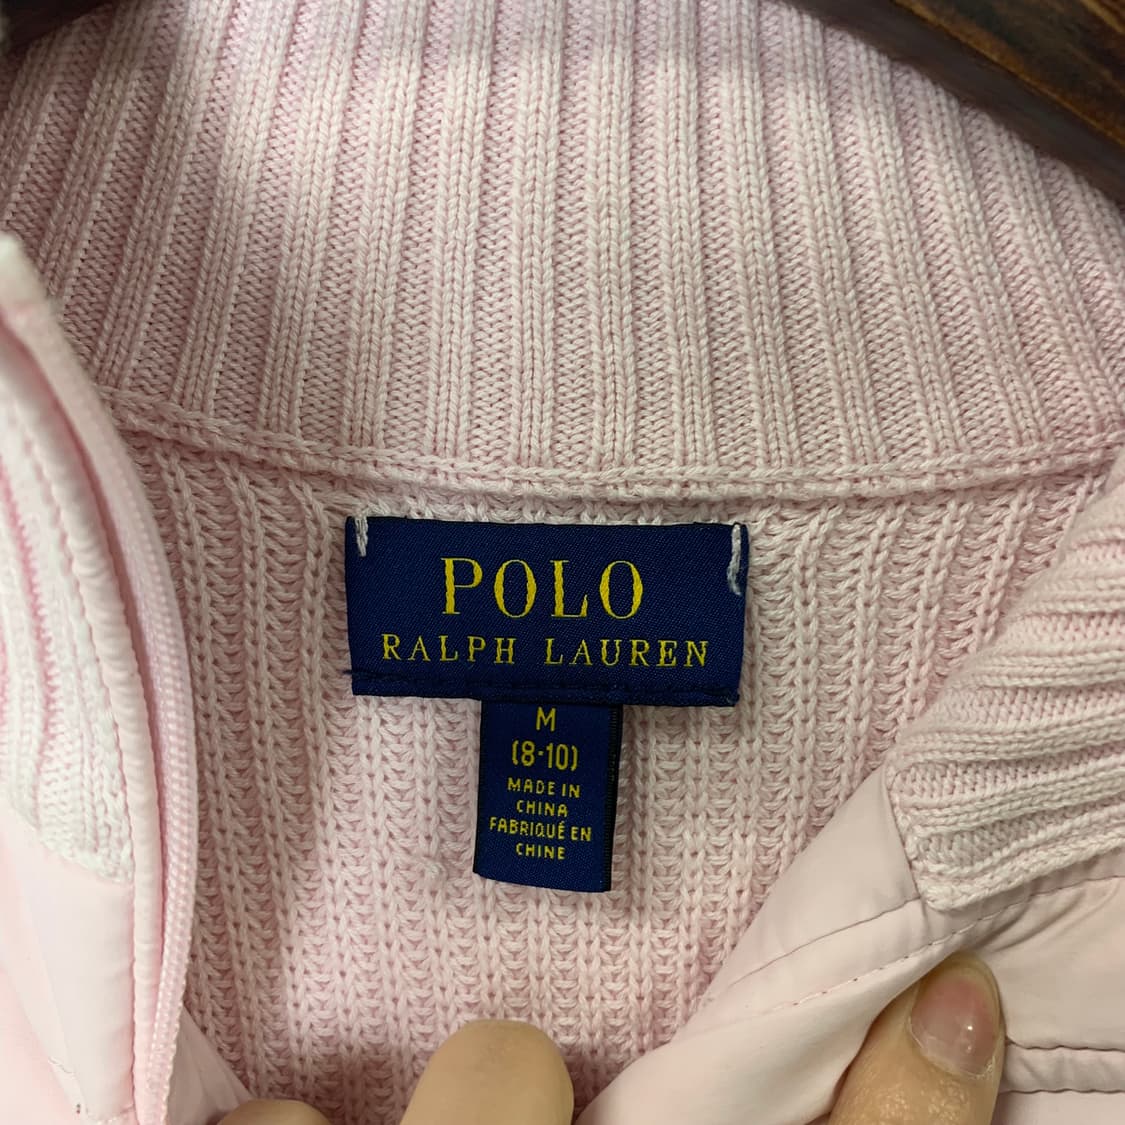 POLO
RALPH LAUREN
M
(8-10)
MADE IN
CHINA
FABRIQUÉ EN
CHINE